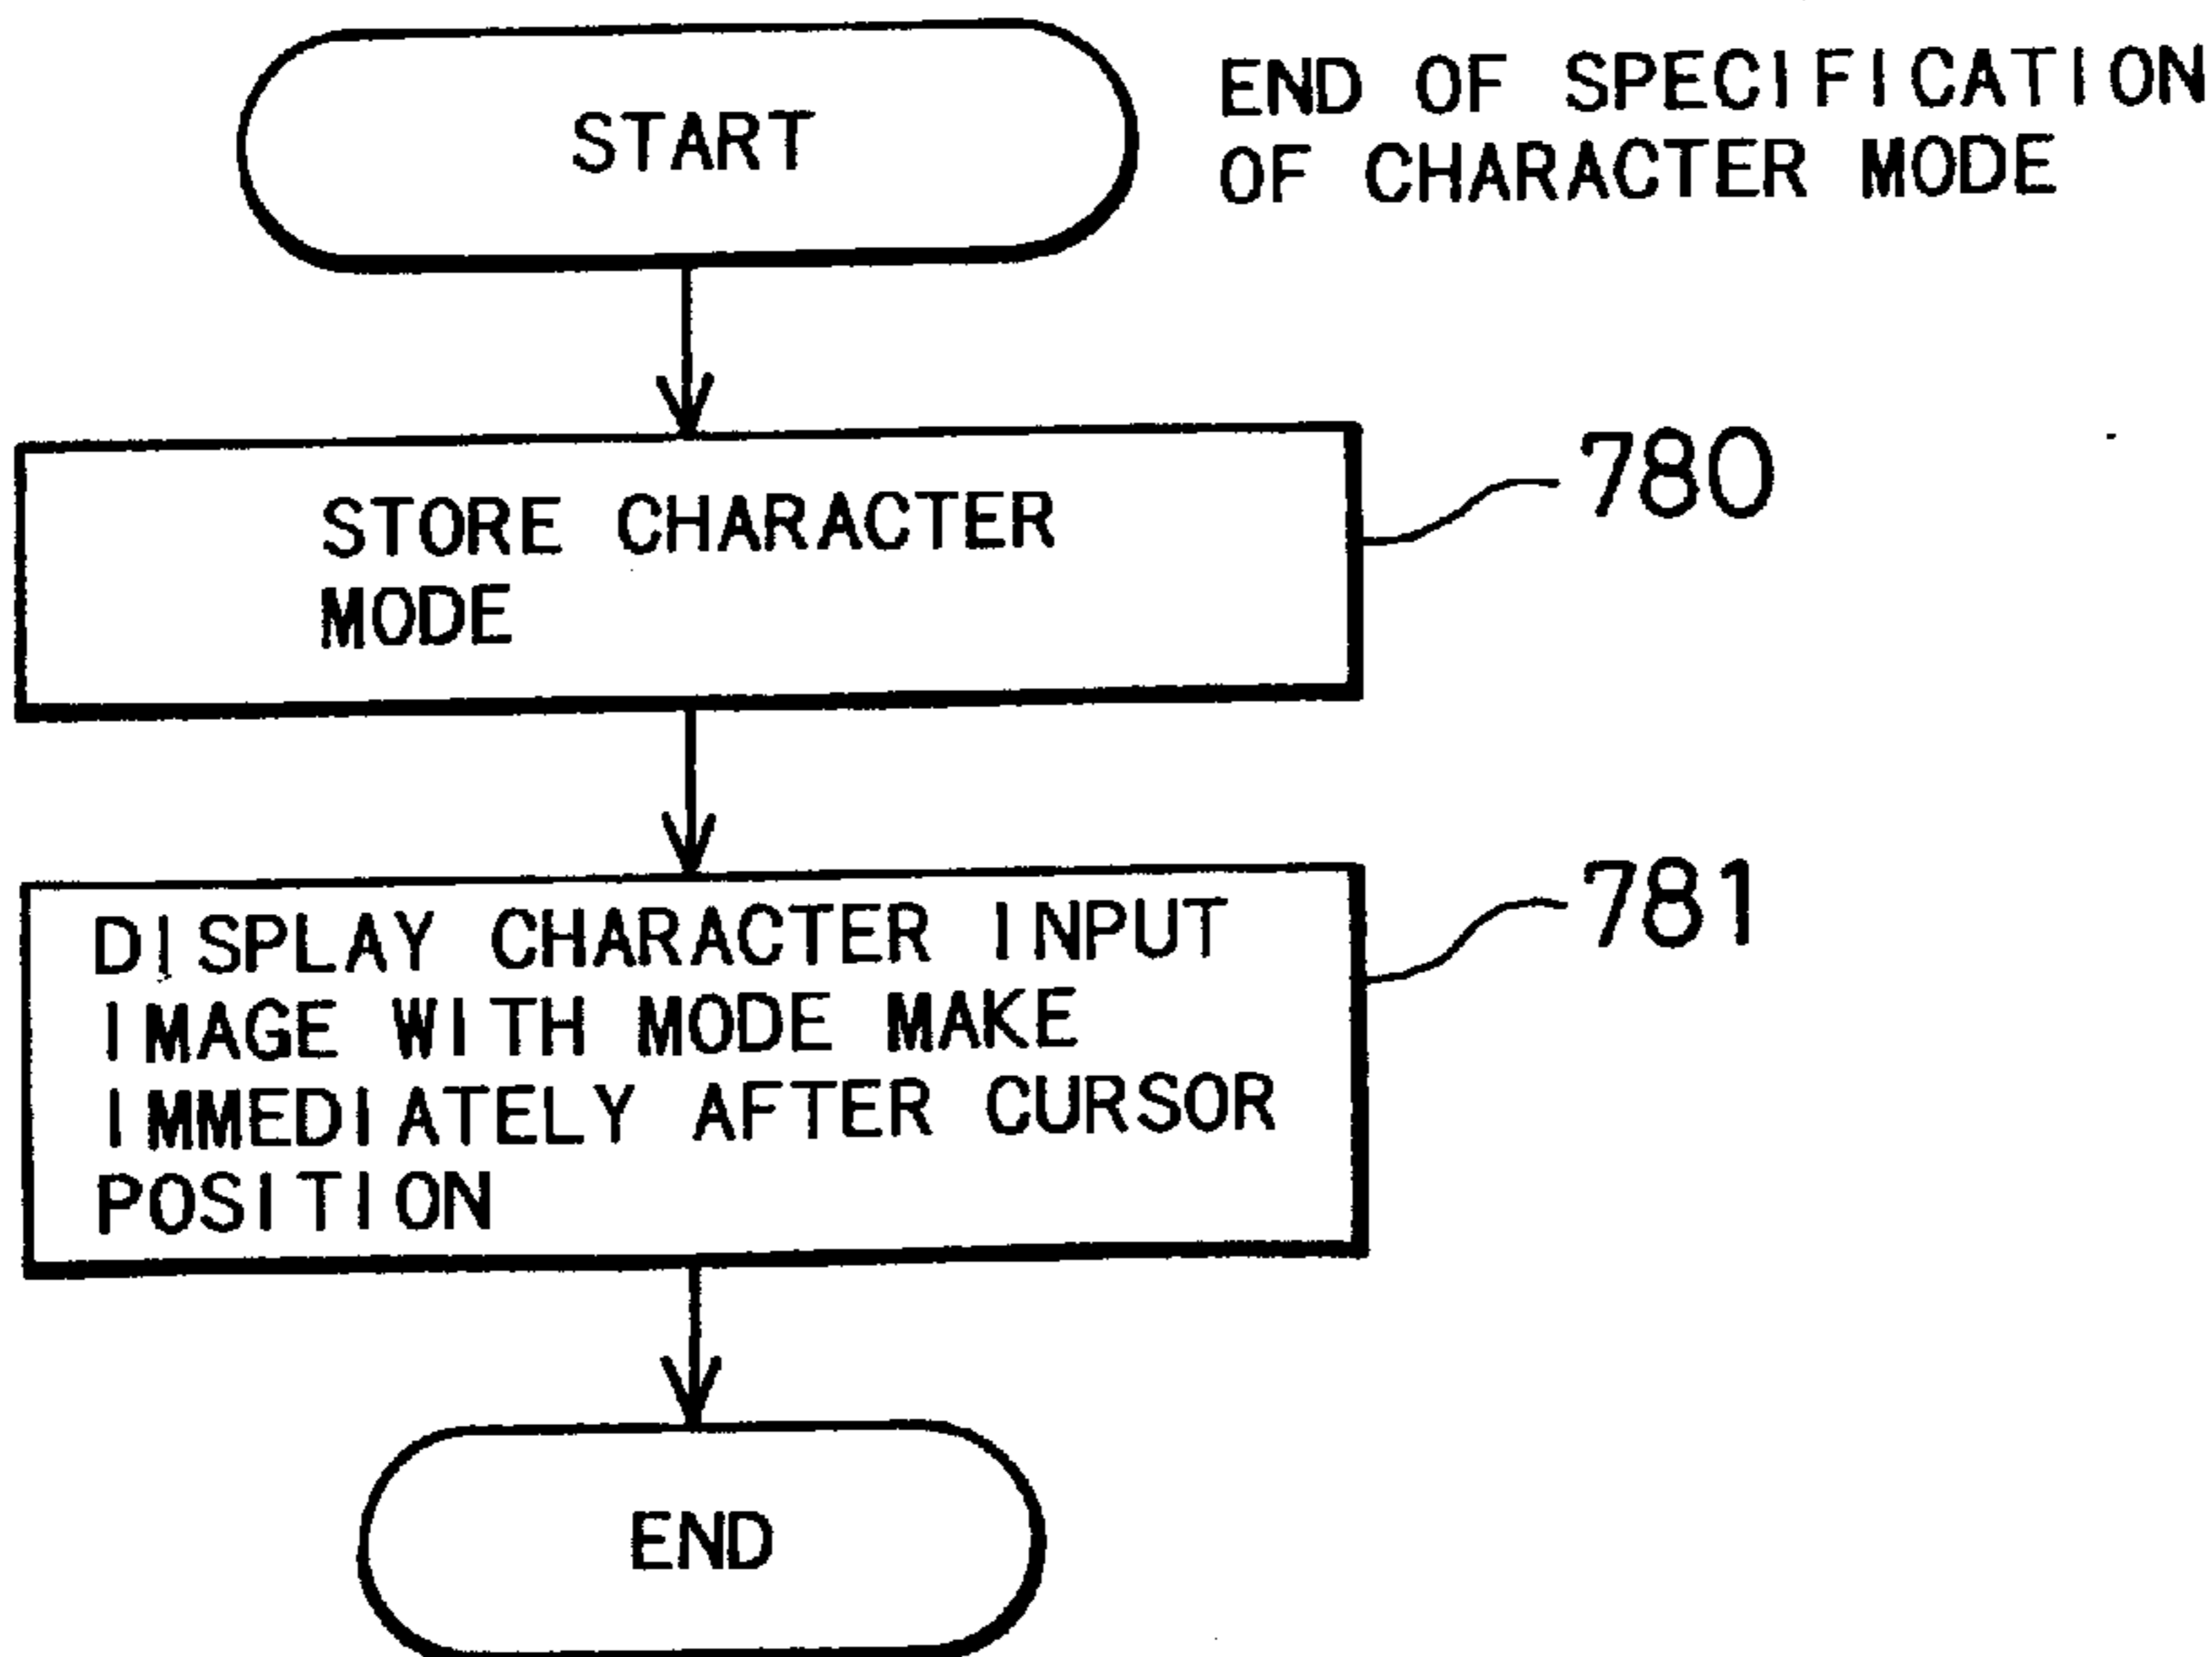 START
END OF SPECIFICATION
OF CHARACTER MODE
STORE CHARACTER
MODE
780
DISPLAY CHARACTER INPUT
IMAGE WITH MODE MAKE
IMMEDIATELY AFTER CURSOR
POSITION
781
END